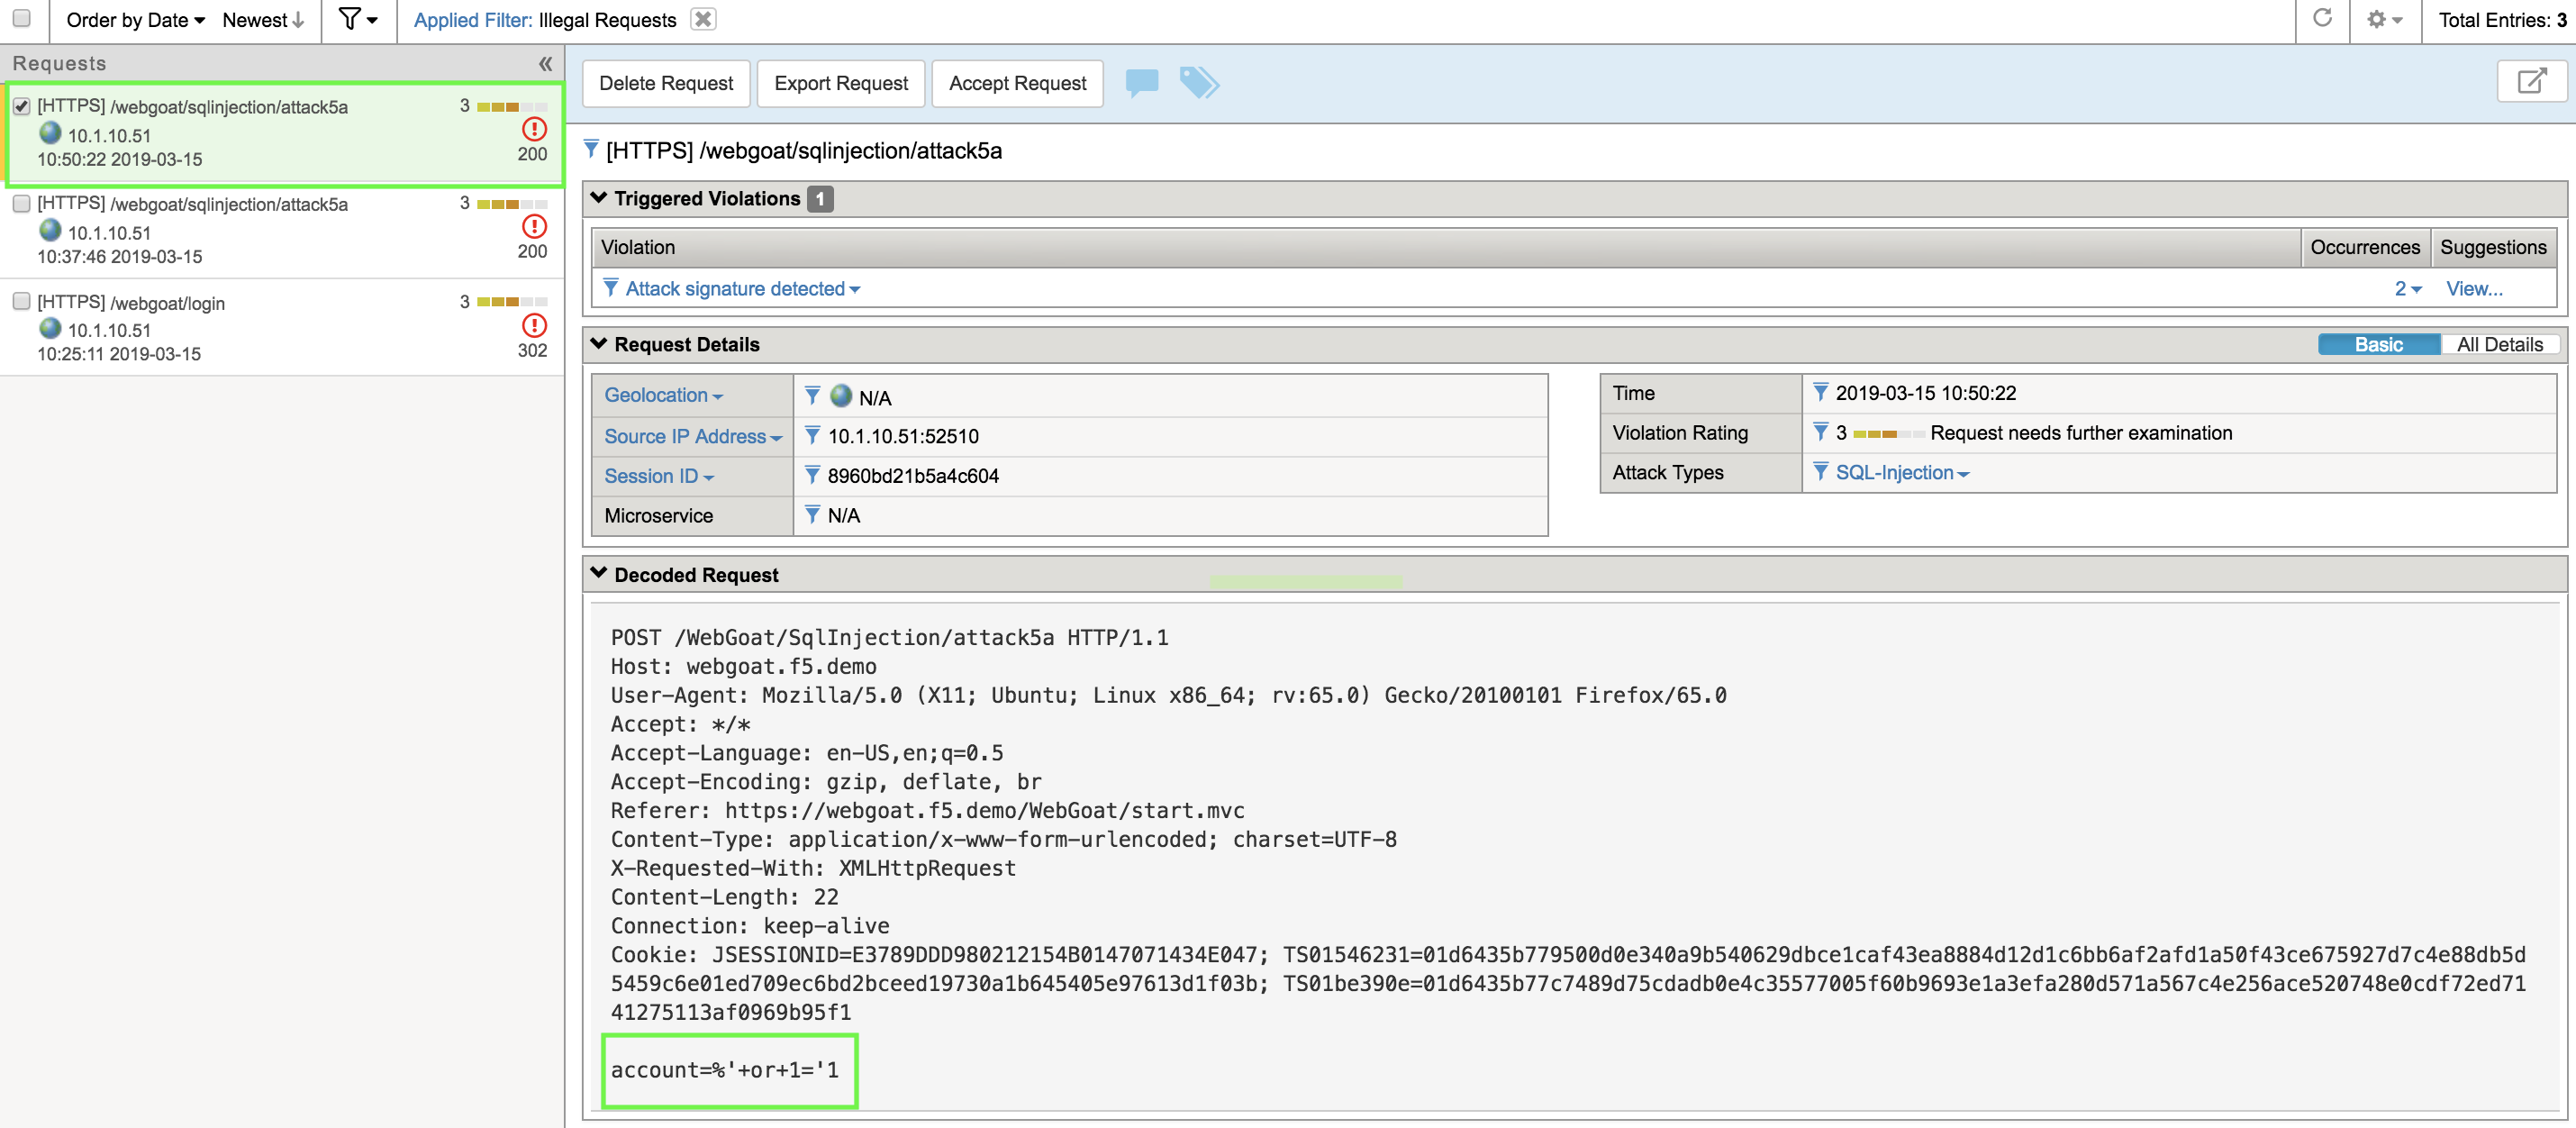 Order by Date Newest Applied Filter: Illegal Requests Total Entries: 3
Requests
[HTTPS] /webgoat/sqlinjection/attack5a 3
10.1.10.51
10:50:22 2019-03-15 200
[HTTPS] /webgoat/sqlinjection/attack5a 3
10.1.10.51
10:37:46 2019-03-15 200
[HTTPS] /webgoat/login 3
10.1.10.51
10:25:11 2019-03-15 302
Delete Request Export Request Accept Request
[HTTPS] /webgoat/sqlinjection/attack5a
Triggered Violations 1
Violation Occurrences Suggestions
Attack signature detected 2 View...
Request Details Basic All Details
Geolocation N/A
Source IP Address 10.1.10.51:52510
Session ID 8960bd21b5a4c604
Microservice N/A
Time 2019-03-15 10:50:22
Violation Rating 3 Request needs further examination
Attack Types SQL-Injection
Decoded Request
POST /WebGoat/SqlInjection/attack5a HTTP/1.1
Host: webgoat.f5.demo
User-Agent: Mozilla/5.0 (X11; Ubuntu; Linux x86_64; rv:65.0) Gecko/20100101 Firefox/65.0
Accept: */*
Accept-Language: en-US,en;q=0.5
Accept-Encoding: gzip, deflate, br
Referer: https://webgoat.f5.demo/WebGoat/start.mvc
Content-Type: application/x-www-form-urlencoded; charset=UTF-8
X-Requested-With: XMLHttpRequest
Content-Length: 22
Connection: keep-alive
Cookie: JSESSIONID=E3789DDD980212154B0147071434E047; TS01546231=01d6435b779500d0e340a9b540629dbce1caf43ea8884d12d1c6bb6af2afd1a50f43ce675927d7c4e88db5d
5459c6e01ed709ec6bd2bceed19730a1b645405e97613d1f03b; TS01be390e=01d6435b77c7489d75cdadb0e4c35577005f60b9693e1a3efa280d571a567c4e256ace520748e0cdf72ed71
41275113af0969b95f1
account=%'+or+1='1